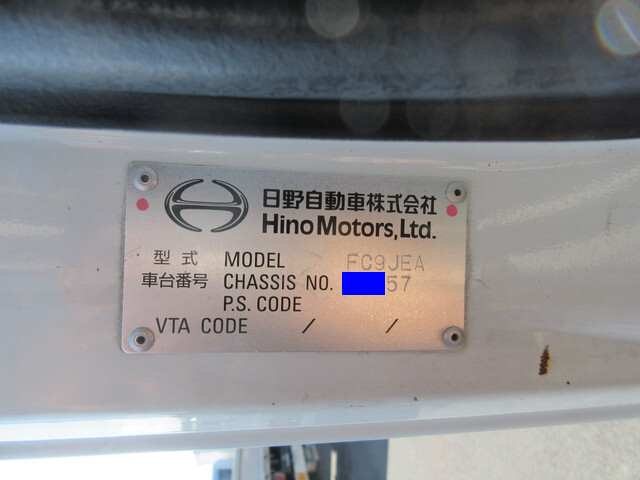 日野自動車株式会社
Hino Motors, Ltd.
型式 MODEL FC9JEA
車台番号 CHASSIS NO. 57
P.S. CODE
VTA CODE / /